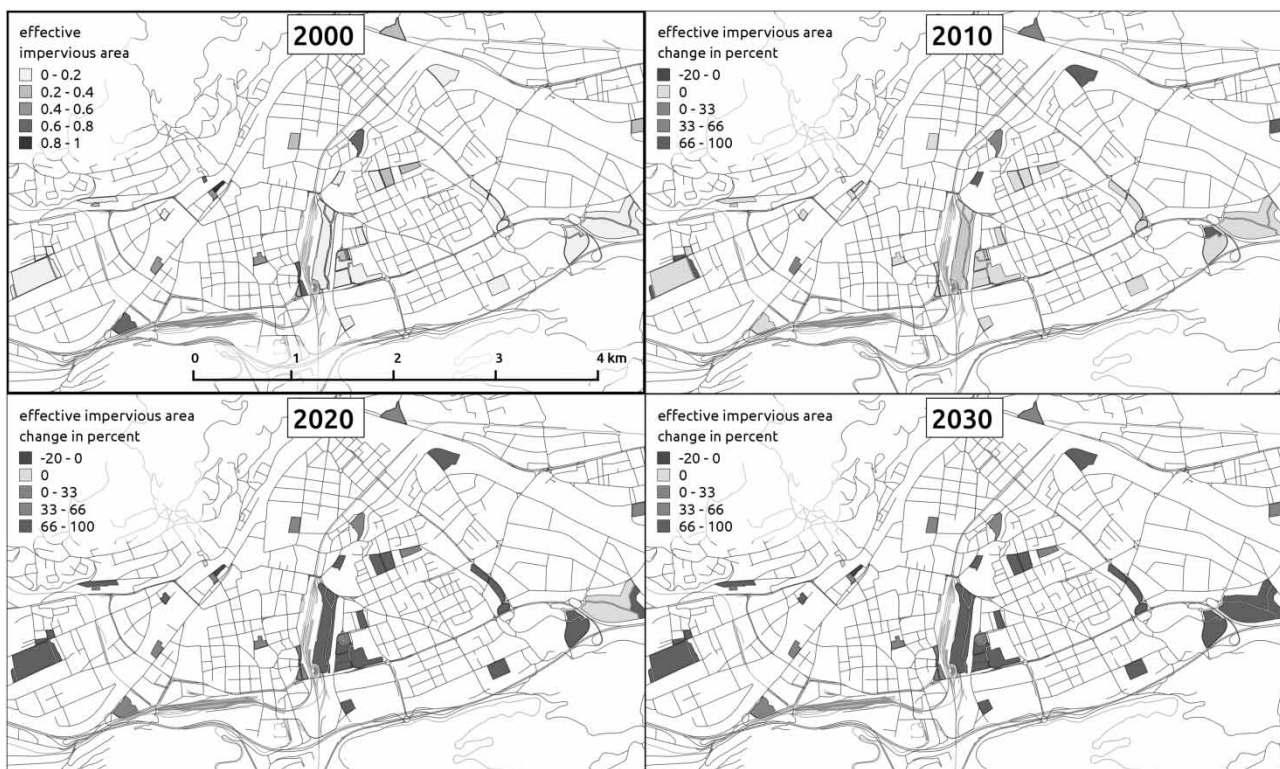 effective
impervious area
0 - 0.2
0.2 - 0.4
0.4 - 0.6
0.6 - 0.8
0.8 - 1
2000
0 1 2 3 4 km
effective impervious area
change in percent
-20 - 0
0
0 - 33
33 - 66
66 - 100
2010
effective impervious area
change in percent
-20 - 0
0
0 - 33
33 - 66
66 - 100
2020
effective impervious area
change in percent
-20 - 0
0
0 - 33
33 - 66
66 - 100
2030